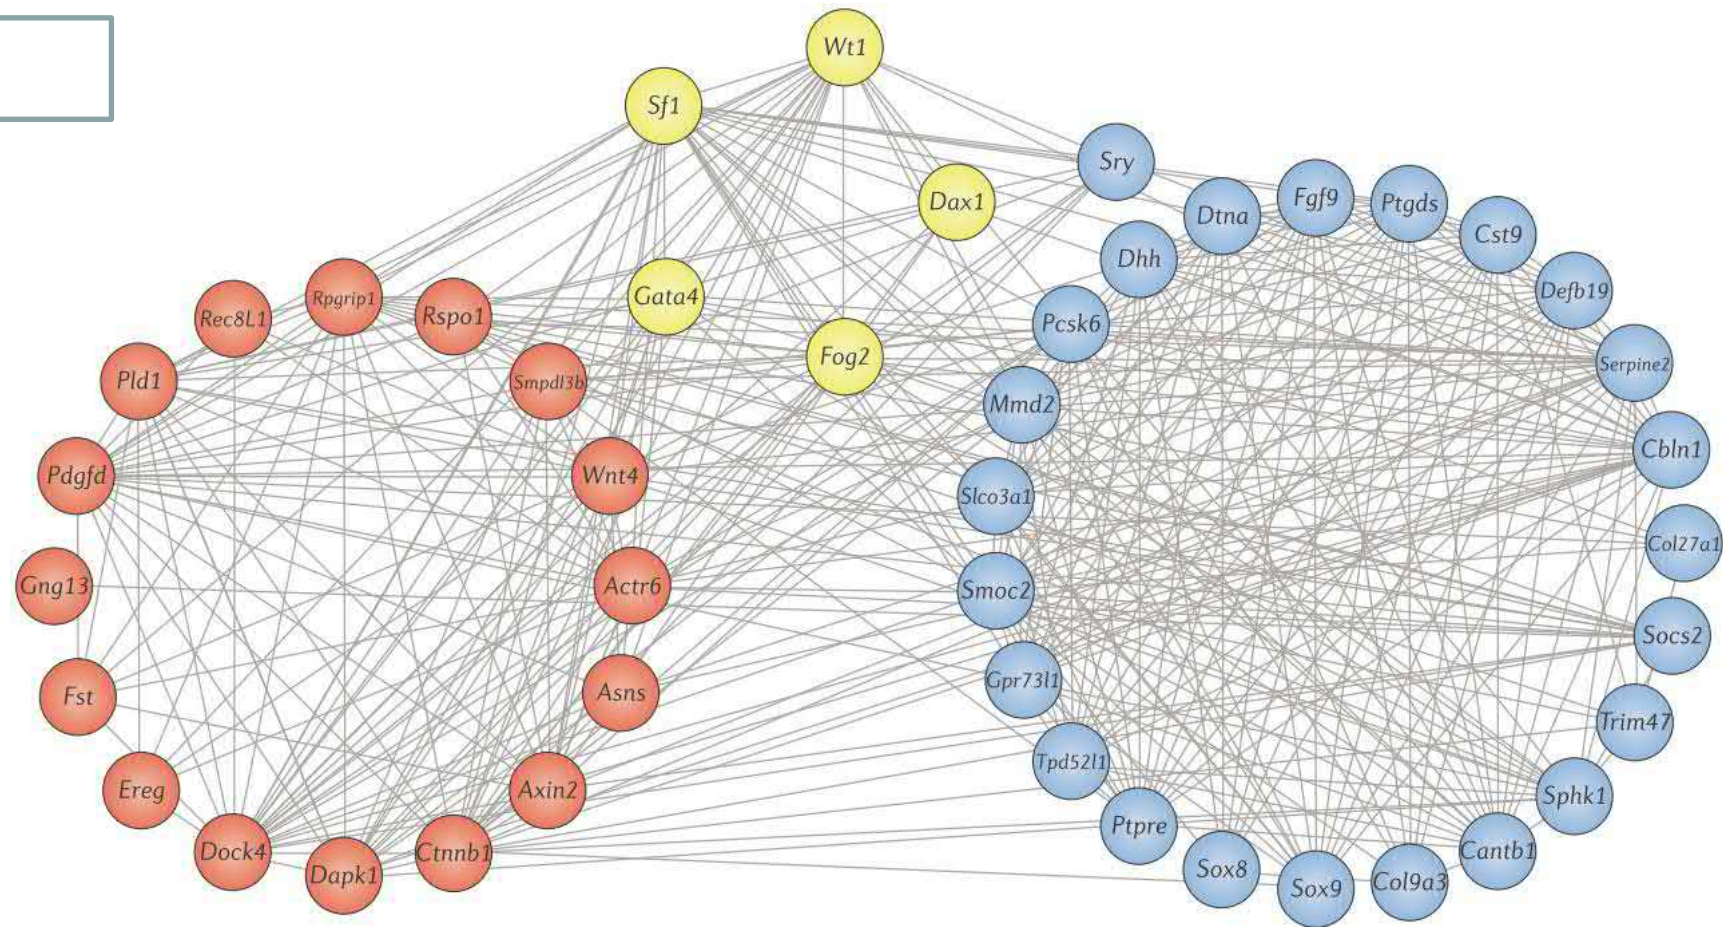 Wt1
Sf1
Dax1
Gata4
Fog2
Rec8L1
Rpgrip1
Rspo1
Pld1
Smpdl3b
Pdgfd
Wnt4
Gng13
Actr6
Fst
Asns
Ereg
Axin2
Dock4
Dapk1
Ctnnb1
Sry
Dtna
Fgf9
Ptgds
Cst9
Dhh
Defb19
Pcsk6
Serpine2
Mmd2
Cbln1
Slco3a1
Col27a1
Smoc2
Socs2
Gpr73l1
Trim47
Tpd52l1
Sphk1
Ptpre
Cantb1
Sox8
Sox9
Col9a3